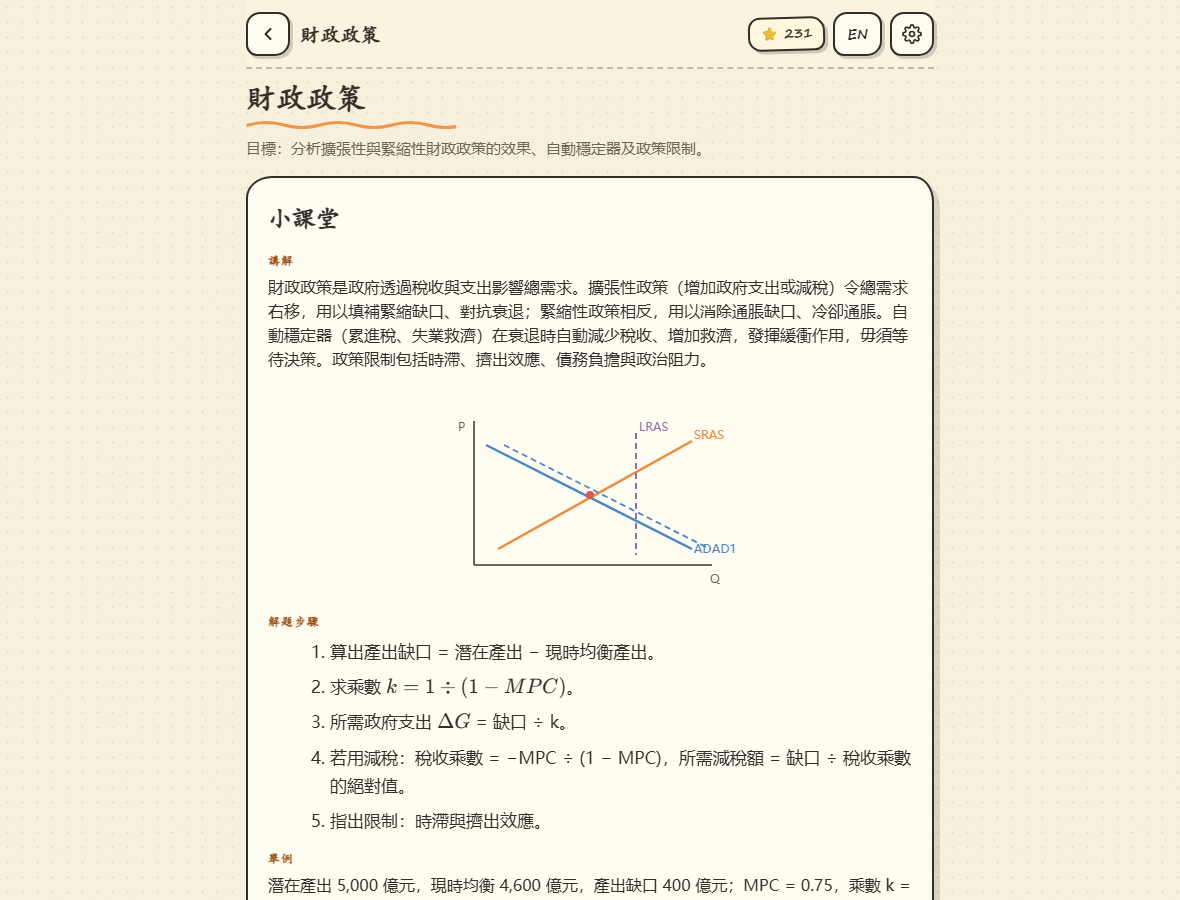 財政政策
231
EN
財政政策
目標：分析擴張性與緊縮性財政政策的效果、自動穩定器及政策限制。
小課堂
講解
財政政策是政府透過稅收與支出影響總需求。擴張性政策（增加政府支出或減稅）令總需求
右移，用以填補緊縮缺口、對抗衰退；緊縮性政策相反，用以消除通脹缺口、冷卻通脹。自
動穩定器（累進稅、失業救濟）在衰退時自動減少稅收、增加救濟，發揮緩衝作用，毋須等
待決策。政策限制包括時滯、擠出效應、債務負擔與政治阻力。
P
LRAS
SRAS
ADAD1
Q
解題步驟
1. 算出產出缺口 = 潛在產出 − 現時均衡產出。
2. 求乘數 k = 1 ÷ (1 − MPC)。
3. 所需政府支出 ΔG = 缺口 ÷ k。
4. 若用減稅：稅收乘數 = −MPC ÷ (1 − MPC)，所需減稅額 = 缺口 ÷ 稅收乘數
的絕對值。
5. 指出限制：時滯與擠出效應。
舉例
潛在產出 5,000 億元，現時均衡 4,600 億元，產出缺口 400 億元；MPC = 0.75，乘數 k =